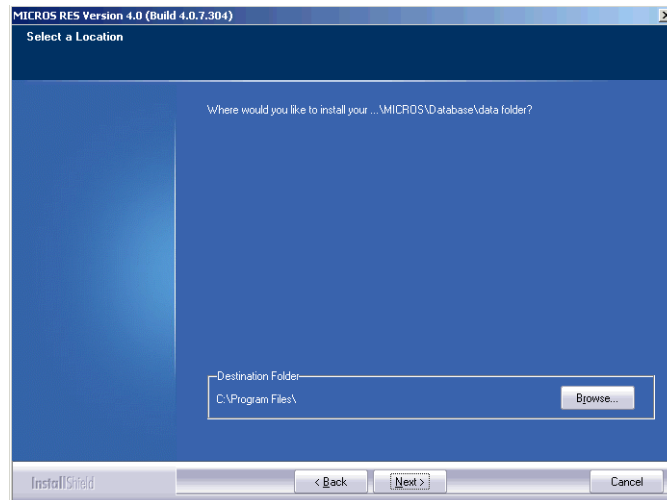 MICROS RES Version 4.0 (Build 4.0.7.304)
Select a Location
Where would you like to install your ...\MICROS\Database\data folder?
Destination Folder
C:\Program Files\
Browse...
InstallShield
< Back
Next >
Cancel